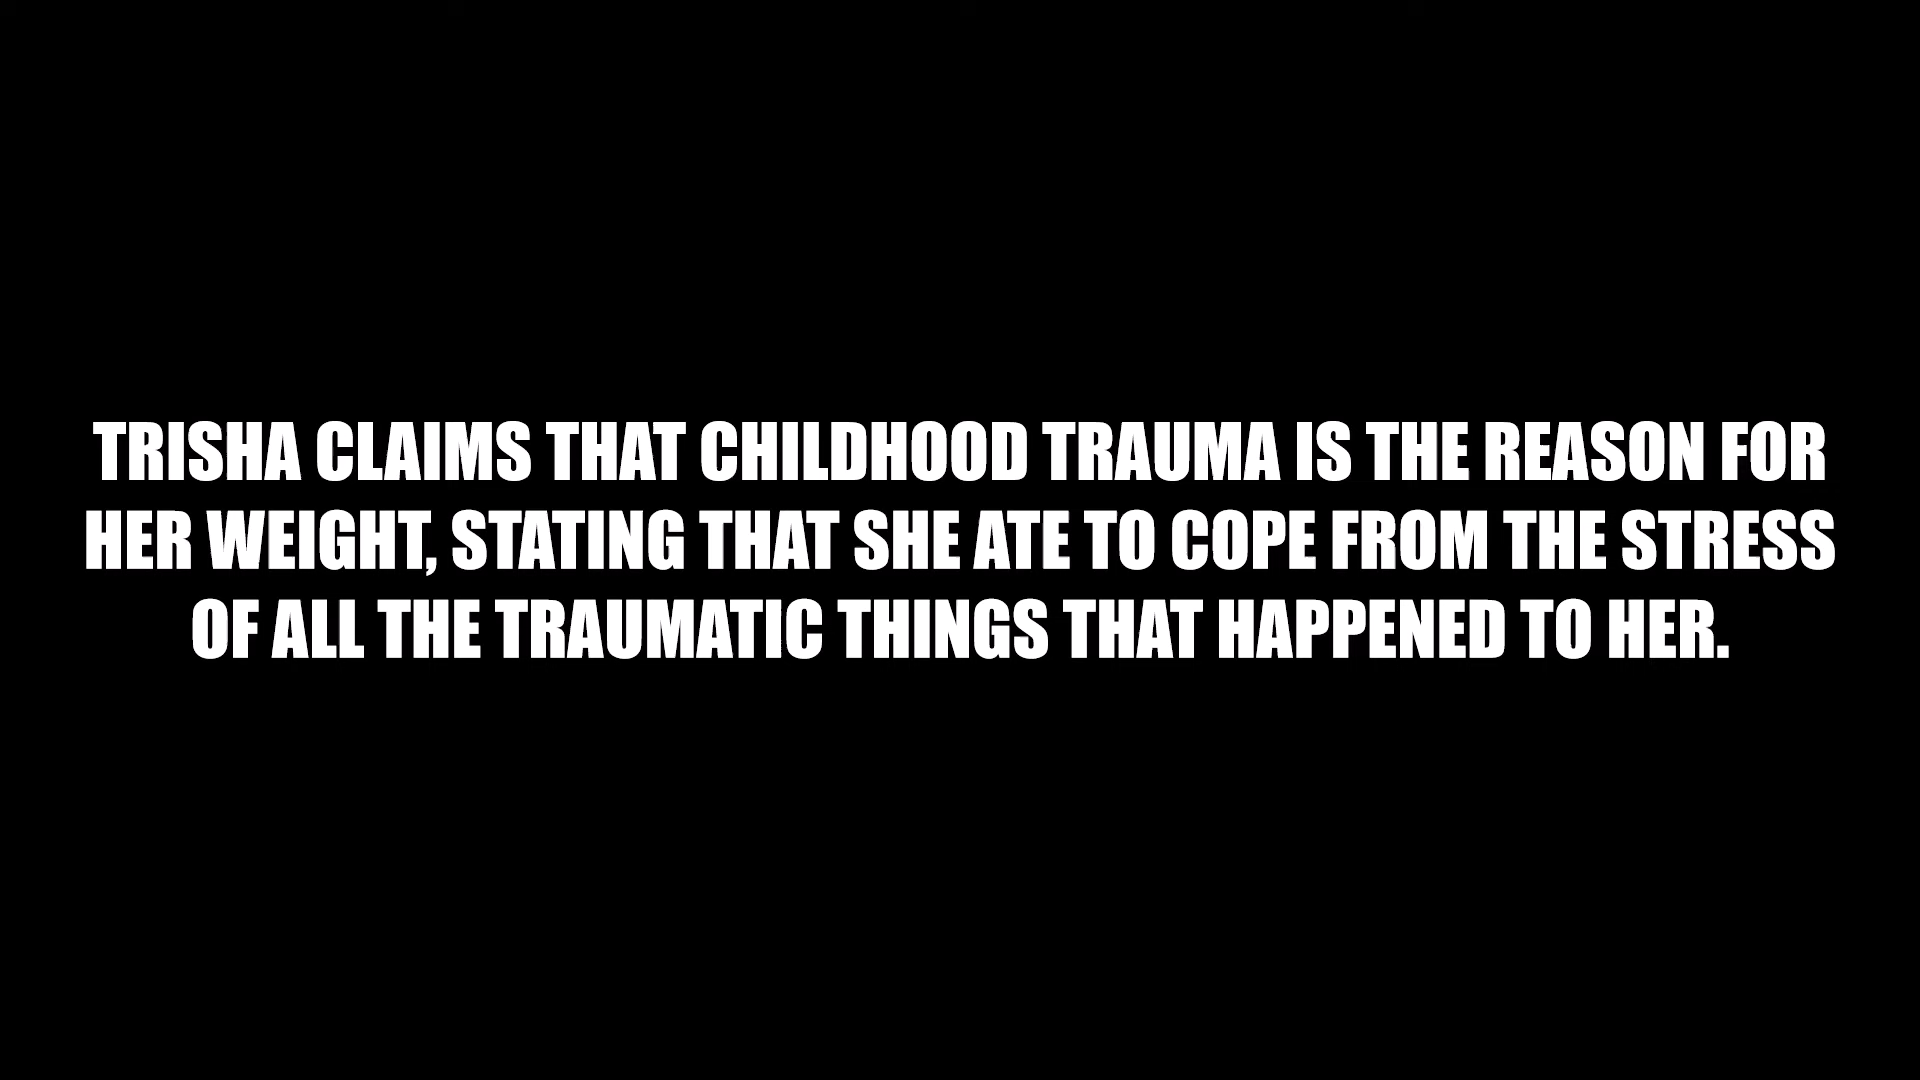 TRISHA CLAIMS THAT CHILDHOOD TRAUMA IS THE REASON FOR
HER WEIGHT, STATING THAT SHE ATE TO COPE FROM THE STRESS
OF ALL THE TRAUMATIC THINGS THAT HAPPENED TO HER.